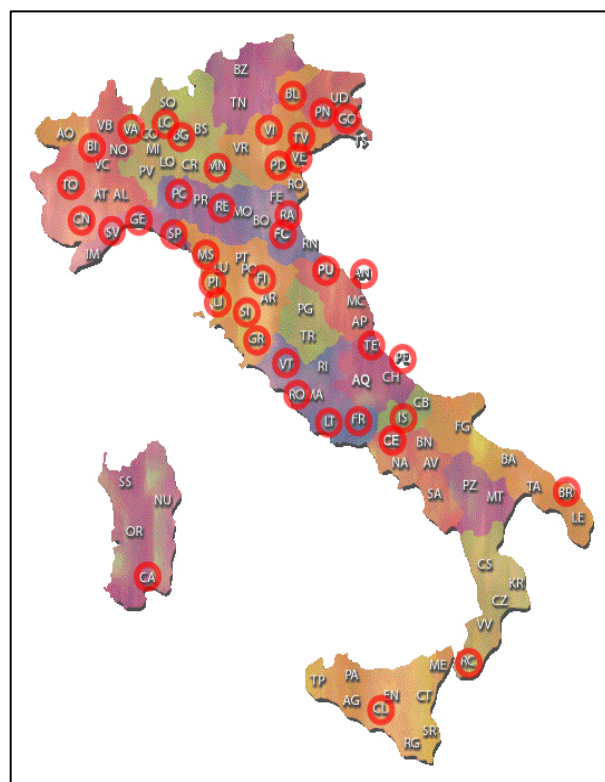 BZ
SO TN BL UD
VB VA CO LC BG BS PN GO
AO BI NO MI VI TV TS
VC LO VR VE
TO PV CR MN PD RO
AT AL PC PR RE MO FE
CN SV GE BO RA
IM SP FC RN
MS PT
LU PO FI PU AN
PI AR MC
LI SI PG AP
GR TR TE PE
VT RI AQ CH
ROMA CB
LT FR IS FG
CE BN BA
NA AV
SS SA PZ MT TA BR
NU LE
OR
CS
CA KR
CZ
VV
ME RC
TP PA EN CT
AG CL
SR
RG